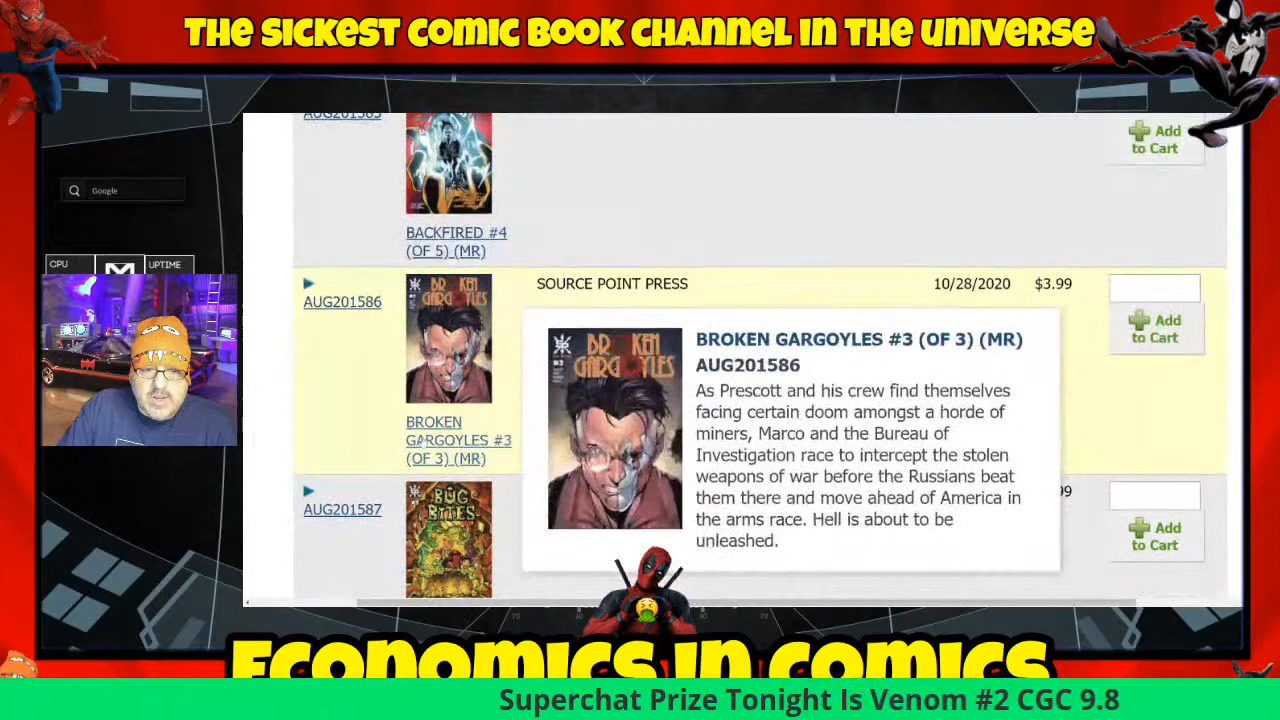 THE SICKEST COMIC BOOK CHANNEL IN THE UNIVERSE
Google
CPU
UPTIME
AUG201585
BACKFIRED #4
(OF 5) (MR)
Add
to Cart
AUG201586
BROKEN
GARGOYLES
BROKEN
GARGOYLES #3
(OF 3) (MR)
SOURCE POINT PRESS
10/28/2020
$3.99
Add
to Cart
BROKEN
GARGOYLES
BROKEN GARGOYLES #3 (OF 3) (MR)
AUG201586
As Prescott and his crew find themselves
facing certain doom amongst a horde of
miners, Marco and the Bureau of
Investigation race to intercept the stolen
weapons of war before the Russians beat
them there and move ahead of America in
the arms race. Hell is about to be
unleashed.
AUG201587
BUG
BITES
99
Add
to Cart
ECONOMICS IN COMICS
Superchat Prize Tonight Is Venom #2 CGC 9.8